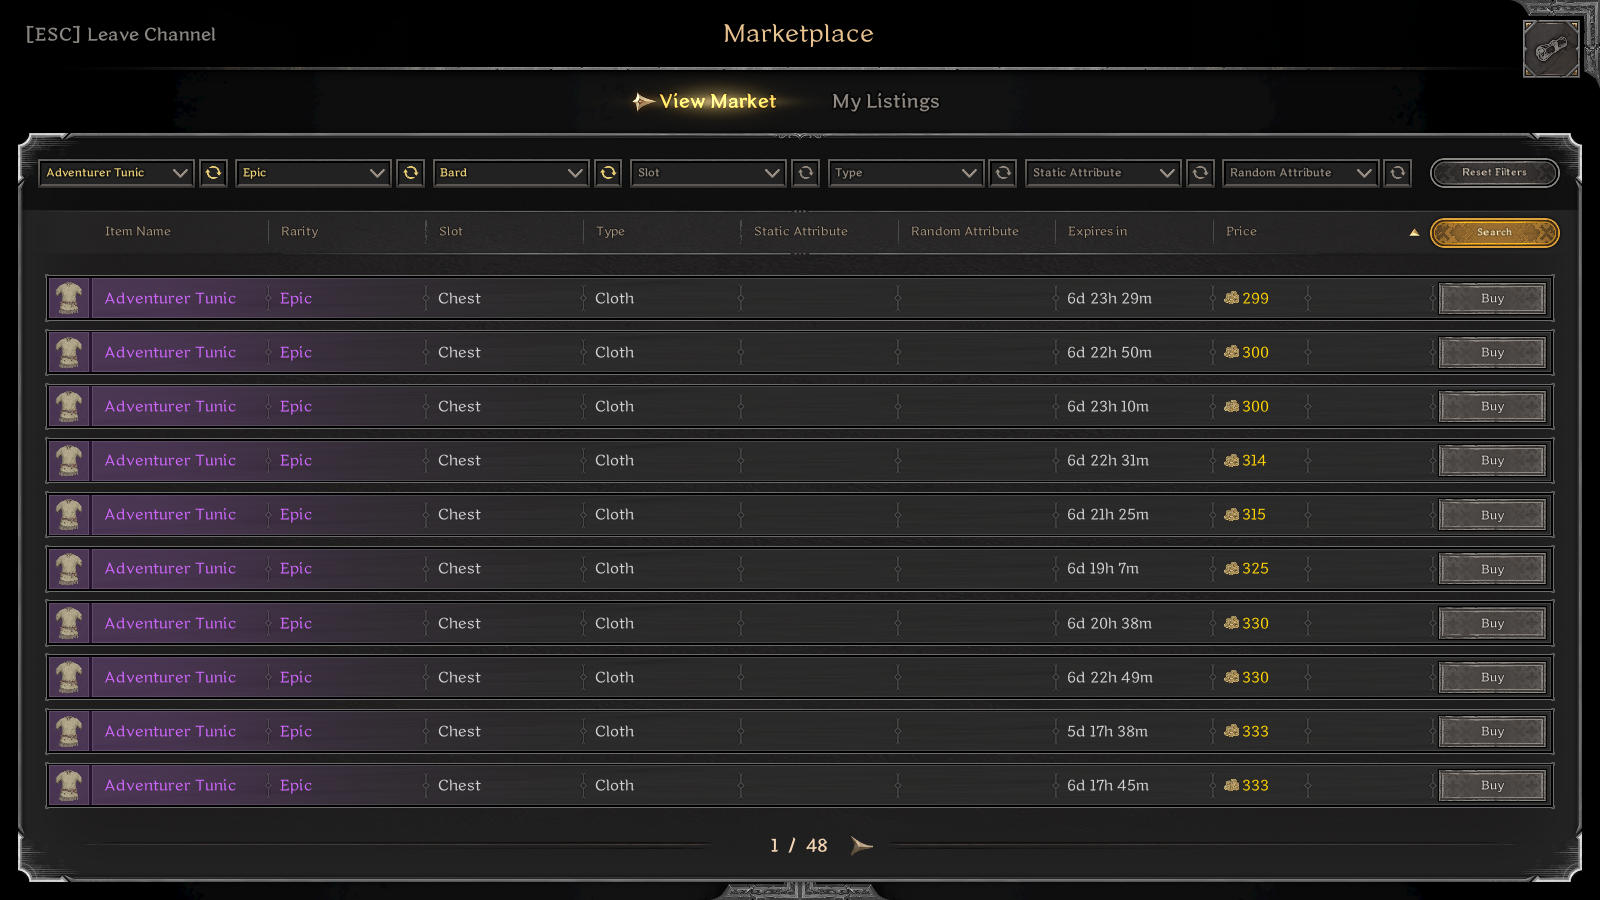 [ESC] Leave Channel
Marketplace
View Market My Listings
Adventurer Tunic Epic Bard Slot Type Static Attribute Random Attribute Reset Filters
Item Name Rarity Slot Type Static Attribute Random Attribute Expires in Price Search
Adventurer Tunic Epic Chest Cloth 6d 23h 29m 299 Buy
Adventurer Tunic Epic Chest Cloth 6d 22h 50m 300 Buy
Adventurer Tunic Epic Chest Cloth 6d 23h 10m 300 Buy
Adventurer Tunic Epic Chest Cloth 6d 22h 31m 314 Buy
Adventurer Tunic Epic Chest Cloth 6d 21h 25m 315 Buy
Adventurer Tunic Epic Chest Cloth 6d 19h 7m 325 Buy
Adventurer Tunic Epic Chest Cloth 6d 20h 38m 330 Buy
Adventurer Tunic Epic Chest Cloth 6d 22h 49m 330 Buy
Adventurer Tunic Epic Chest Cloth 5d 17h 38m 333 Buy
Adventurer Tunic Epic Chest Cloth 6d 17h 45m 333 Buy
1 / 48